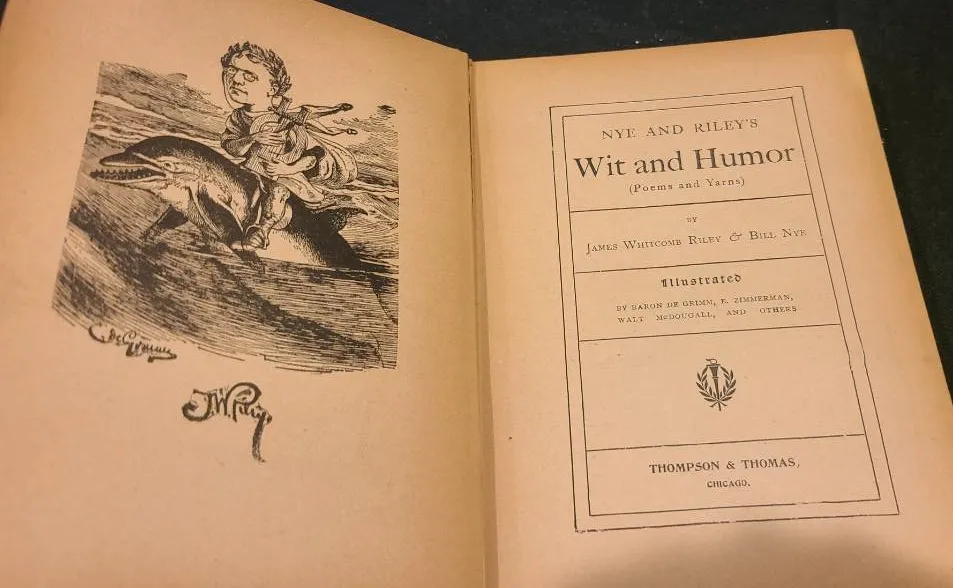 C. de Grimm
J.W. Riley
NYE AND RILEY'S
Wit and Humor
(Poems and Yarns)
BY
JAMES WHITCOMB RILEY & BILL NYE
Illustrated
BY BARON DE GRIMM, E. ZIMMERMAN,
WALT McDOUGALL, AND OTHERS
THOMPSON & THOMAS,
CHICAGO.